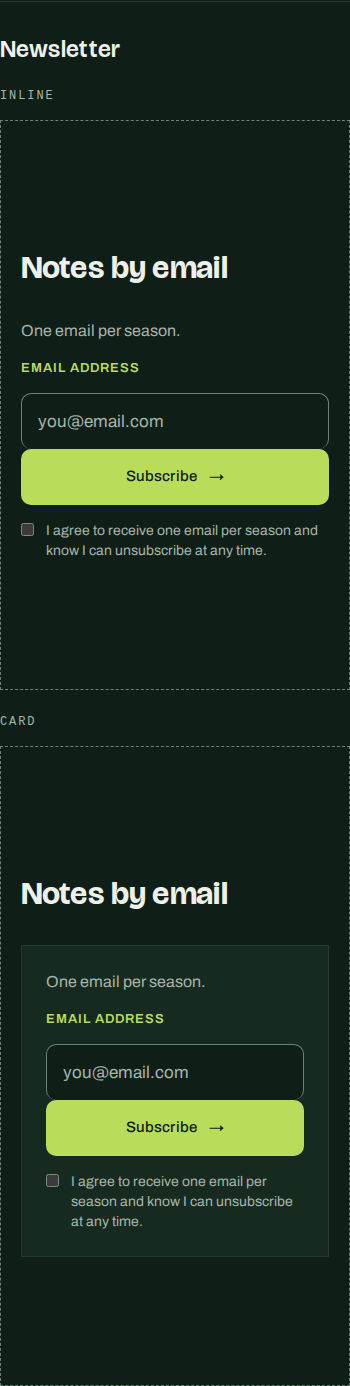 Newsletter
INLINE
Notes by email
One email per season.
EMAIL ADDRESS
you@email.com
Subscribe →
I agree to receive one email per season and
know I can unsubscribe at any time.
CARD
Notes by email
One email per season.
EMAIL ADDRESS
you@email.com
Subscribe →
I agree to receive one email per
season and know I can unsubscribe
at any time.